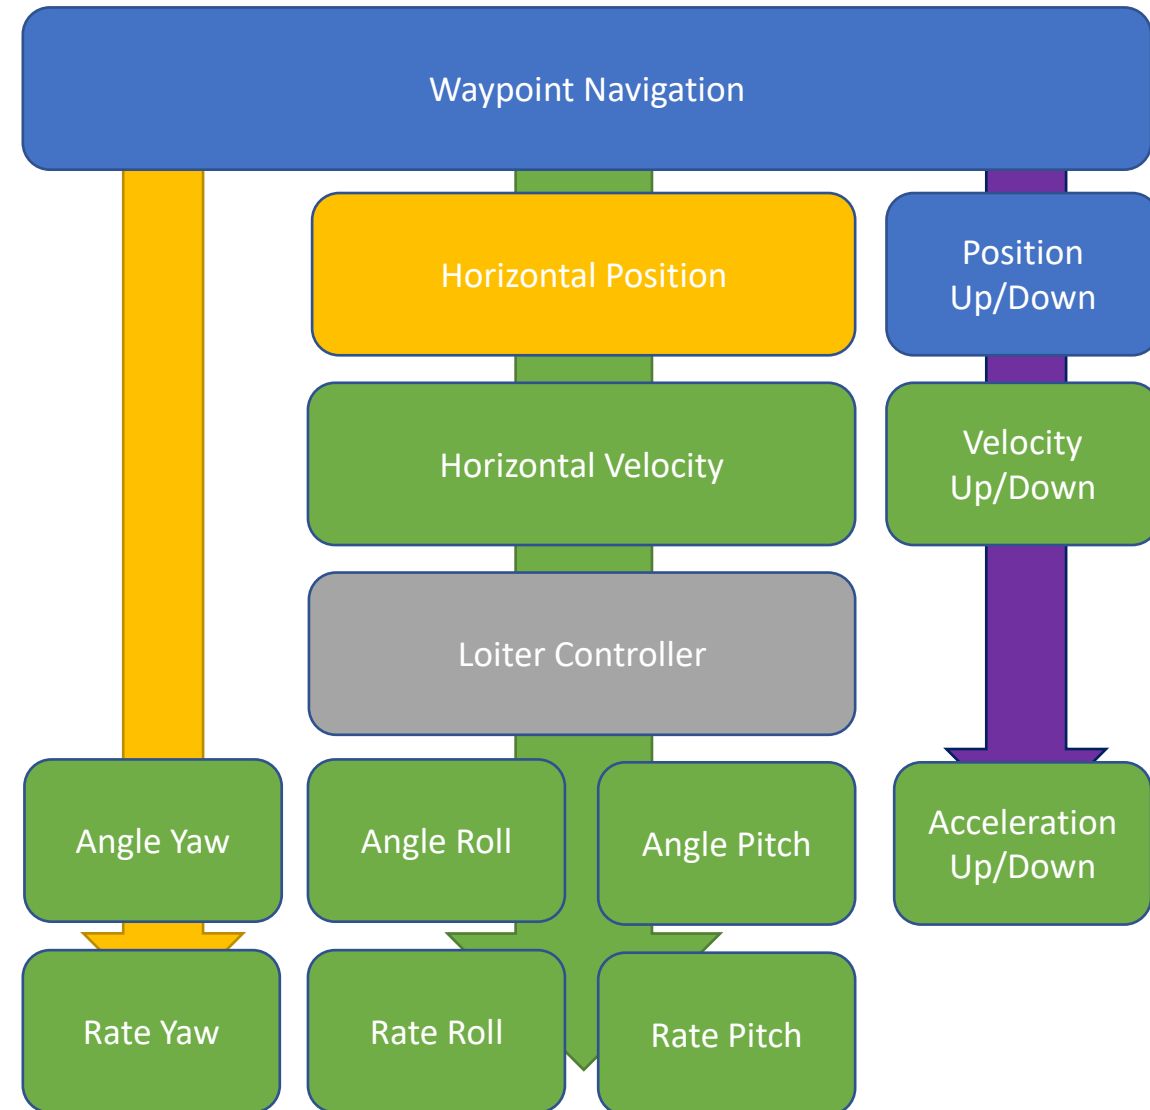 Waypoint Navigation
Horizontal Position
Position
Up/Down
Horizontal Velocity
Velocity
Up/Down
Loiter Controller
Angle Yaw
Angle Roll
Angle Pitch
Acceleration
Up/Down
Rate Yaw
Rate Roll
Rate Pitch